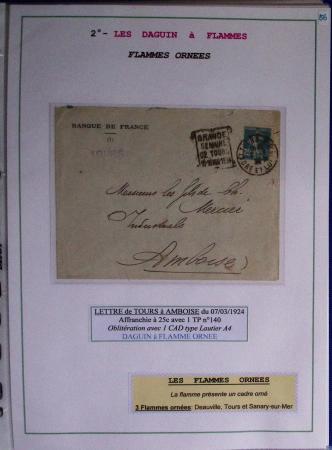 2°- LES DAGUIN à FLAMMES
FLAMMES ORNEES
BANQUE DE FRANCE
TOURS
GRANDE
SEMAINE
DE TOURS
Messieurs les fils de
Mercier
Industriels
Amboise
LETTRE de TOURS à AMBOISE du 07/03/1924
Affranchie à 25c avec 1 TP n°140
Oblitération avec 1 CAD type Lautier A4
DAGUIN à FLAMME ORNEE
LES FLAMMES ORNEES
La flamme présente un cadre orné
3 Flammes ornées: Deauville, Tours et Sanary-sur-Mer